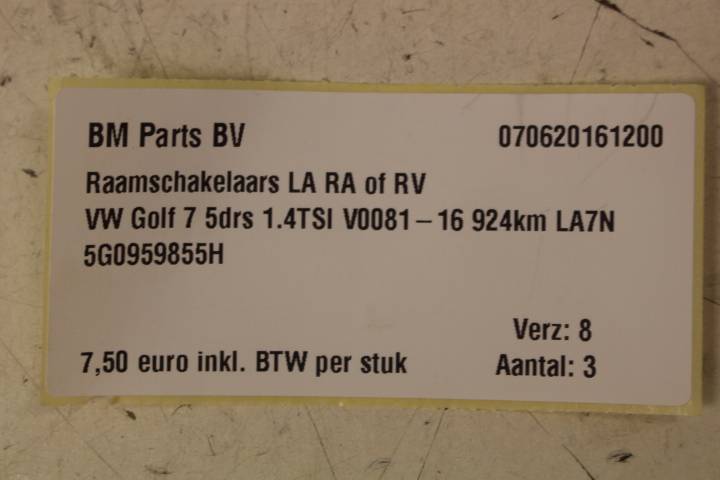 BM Parts BV 070620161200
Raamschakelaars LA RA of RV
VW Golf 7 5drs 1.4TSI V0081 – 16 924km LA7N
5G0959855H
Verz: 8
7,50 euro inkl. BTW per stuk Aantal: 3